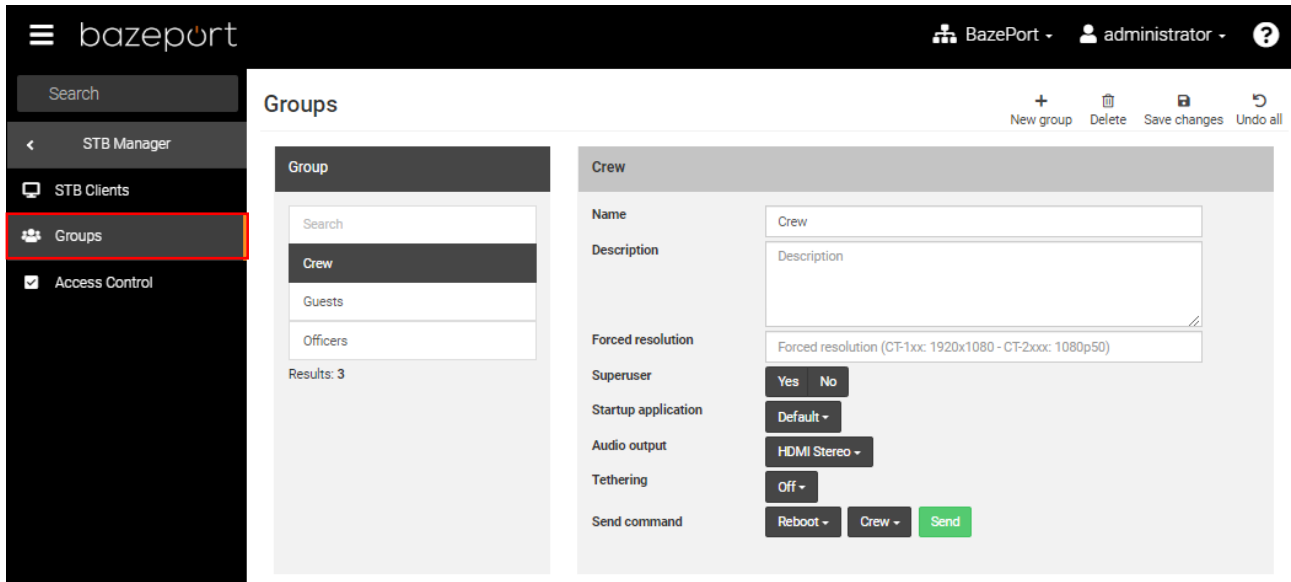 bazeport
BazePort
administrator
?
Search
STB Manager
STB Clients
Groups
Access Control
Groups
New group
Delete
Save changes
Undo all
Group
Search
Crew
Guests
Officers
Results: 3
Crew
Name
Crew
Description
Description
Forced resolution
Forced resolution (CT-1xx: 1920x1080 - CT-2xxx: 1080p50)
Superuser
Yes No
Startup application
Default
Audio output
HDMI Stereo
Tethering
Off
Send command
Reboot Crew Send